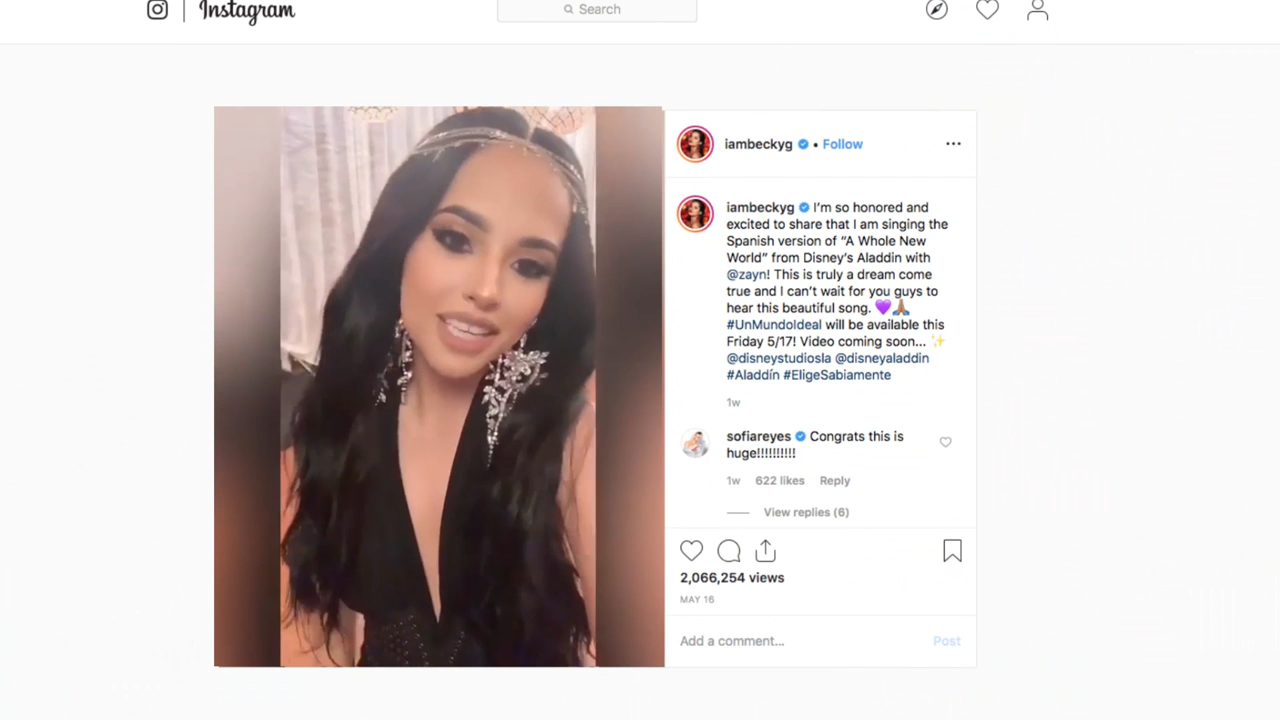 Instagram
Search
iambeckyg • Follow
iambeckyg I'm so honored and
excited to share that I am singing the
Spanish version of “A Whole New
World” from Disney's Aladdin with
@zayn! This is truly a dream come
true and I can't wait for you guys to
hear this beautiful song. 💜🙏🏽
#UnMundoIdeal will be available this
Friday 5/17! Video coming soon... ✨
@disneystudiosla @disneyaladdin
#Aladdín #EligeSabiamente
1w
sofiareyes Congrats this is
huge!!!!!!!!!!
1w 622 likes Reply
View replies (6)
2,066,254 views
MAY 16
Add a comment... Post